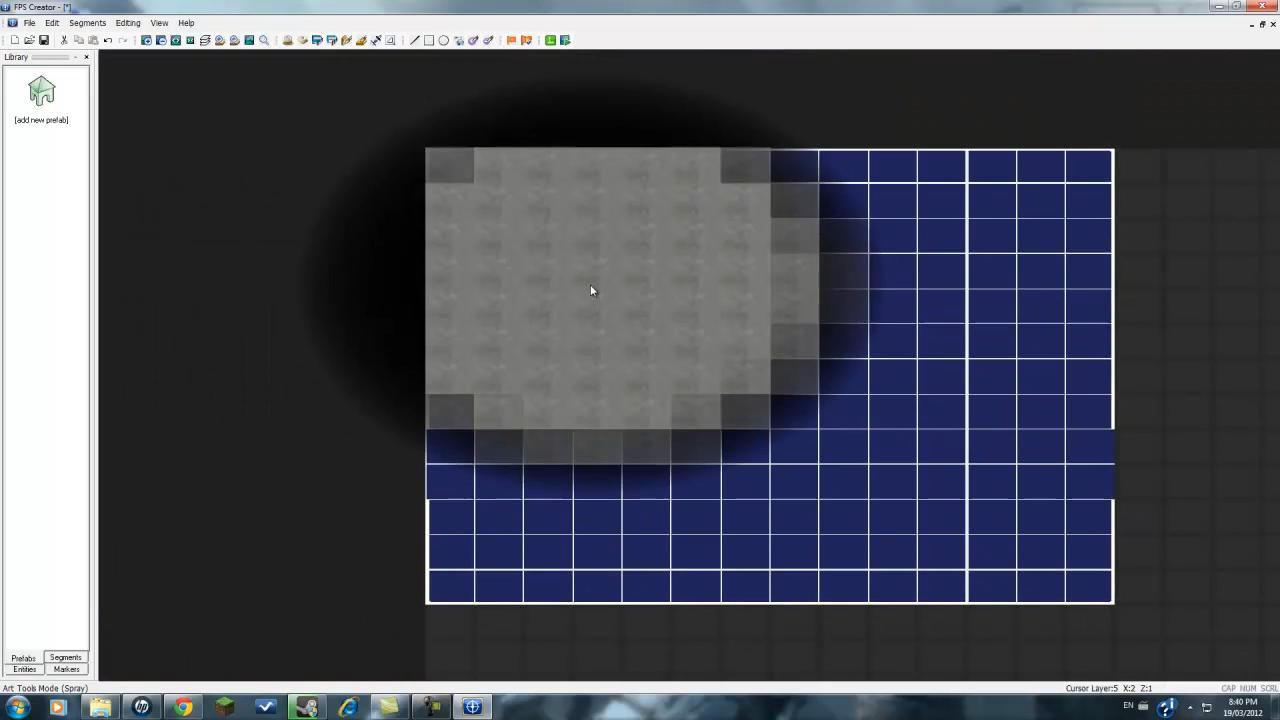 FPS Creator - [*]
File Edit Segments Editing View Help
Library
[add new prefab]
Prefabs Segments
Entities Markers
Art Tools Mode (Spray) Cursor Layer:5 X:2 Z:1 CAP NUM SCRL
EN 8:40 PM
19/03/2012